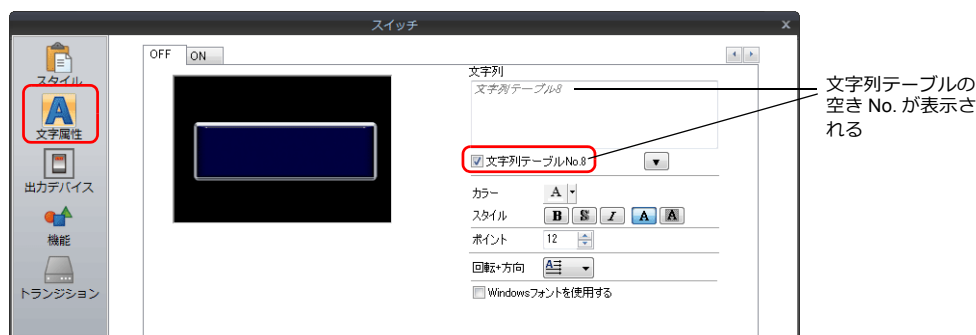 スイッチ
x
スタイル
文字属性
出力デバイス
機能
トランジション
OFF ON
文字列
文字列テーブル8
文字列テーブルNo.8
カラー A
スタイル B S I A A
ポイント 12
回転+方向 A
Windowsフォントを使用する
文字列テーブルの
空き No. が表示さ
れる